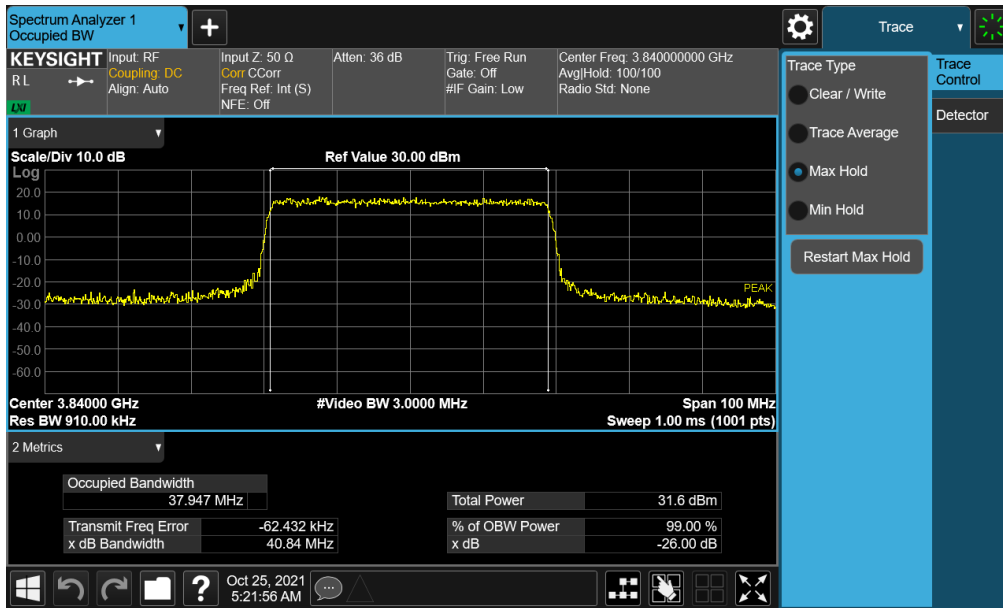 Spectrum Analyzer 1
Occupied BW
+
Trace
KEYSIGHT
R L
LXI
Input: RF
Coupling: DC
Align: Auto
Input Z: 50 Ω
Corr CCorr
Freq Ref: Int (S)
NFE: Off
Atten: 36 dB
Trig: Free Run
Gate: Off
#IF Gain: Low
Center Freq: 3.840000000 GHz
Avg|Hold: 100/100
Radio Std: None
Trace Type
Clear / Write
Trace Average
Max Hold
Min Hold
Restart Max Hold
Trace
Control
Detector
1 Graph
Scale/Div 10.0 dB
Ref Value 30.00 dBm
Log
20.0
10.0
0.00
-10.0
-20.0
-30.0
-40.0
-50.0
-60.0
PEAK
Center 3.84000 GHz
#Video BW 3.0000 MHz
Span 100 MHz
Res BW 910.00 kHz
Sweep 1.00 ms (1001 pts)
2 Metrics
Occupied Bandwidth
37.947 MHz
Total Power 31.6 dBm
Transmit Freq Error -62.432 kHz
% of OBW Power 99.00 %
x dB Bandwidth 40.84 MHz
x dB -26.00 dB
?
Oct 25, 2021
5:21:56 AM